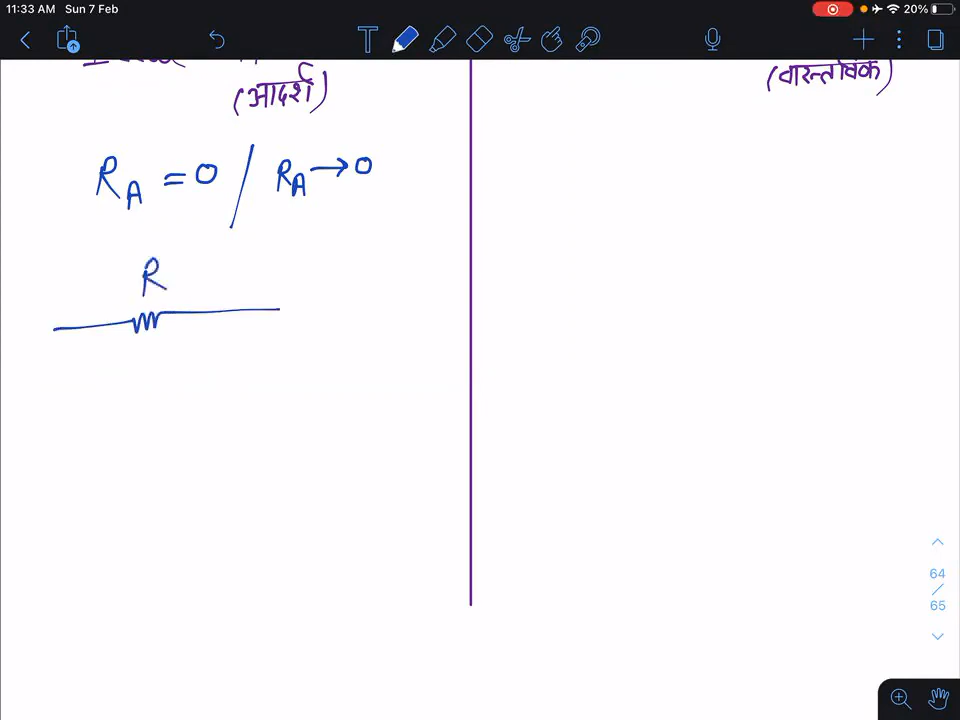 11:33 AM Sun 7 Feb
20%
T
(आदर्श)
(वास्तविक)
R_A = 0 / R_A → 0
R
64
/
65